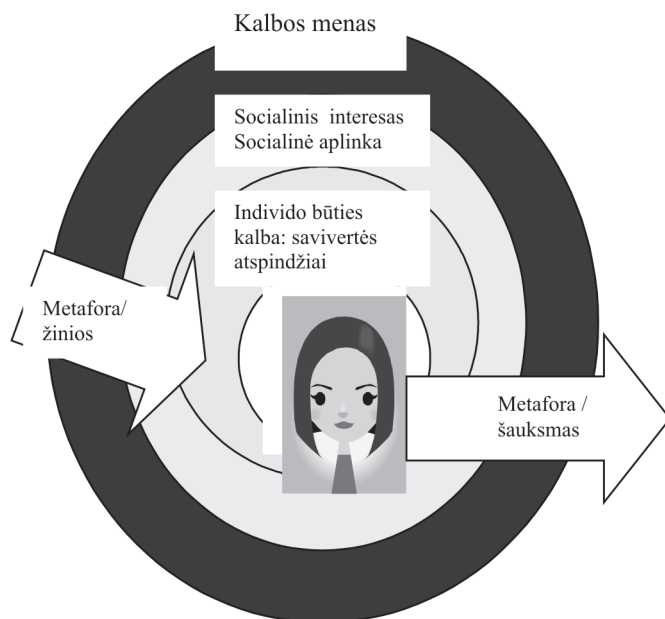 Kalbos menas
Socialinis interesas
Socialinė aplinka
Individo būties
kalba: savivertės
atspindžiai
Metafora/
žinios
Metafora /
šauksmas